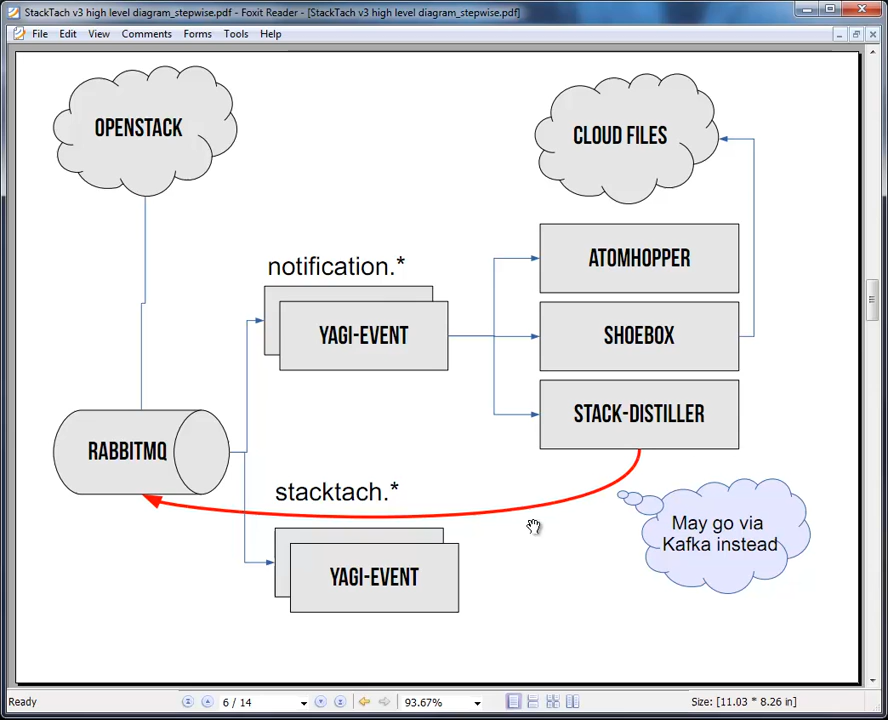 StackTach v3 high level diagram_stepwise.pdf - Foxit Reader - [StackTach v3 high level diagram_stepwise.pdf]
File Edit View Comments Forms Tools Help
OPENSTACK
CLOUD FILES
notification.*
ATOMHOPPER
YAGI-EVENT
SHOEBOX
STACK-DISTILLER
RABBITMQ
stacktach.*
May go via
Kafka instead
YAGI-EVENT
Ready
6 / 14
93.67%
Size: [11.03 * 8.26 in]